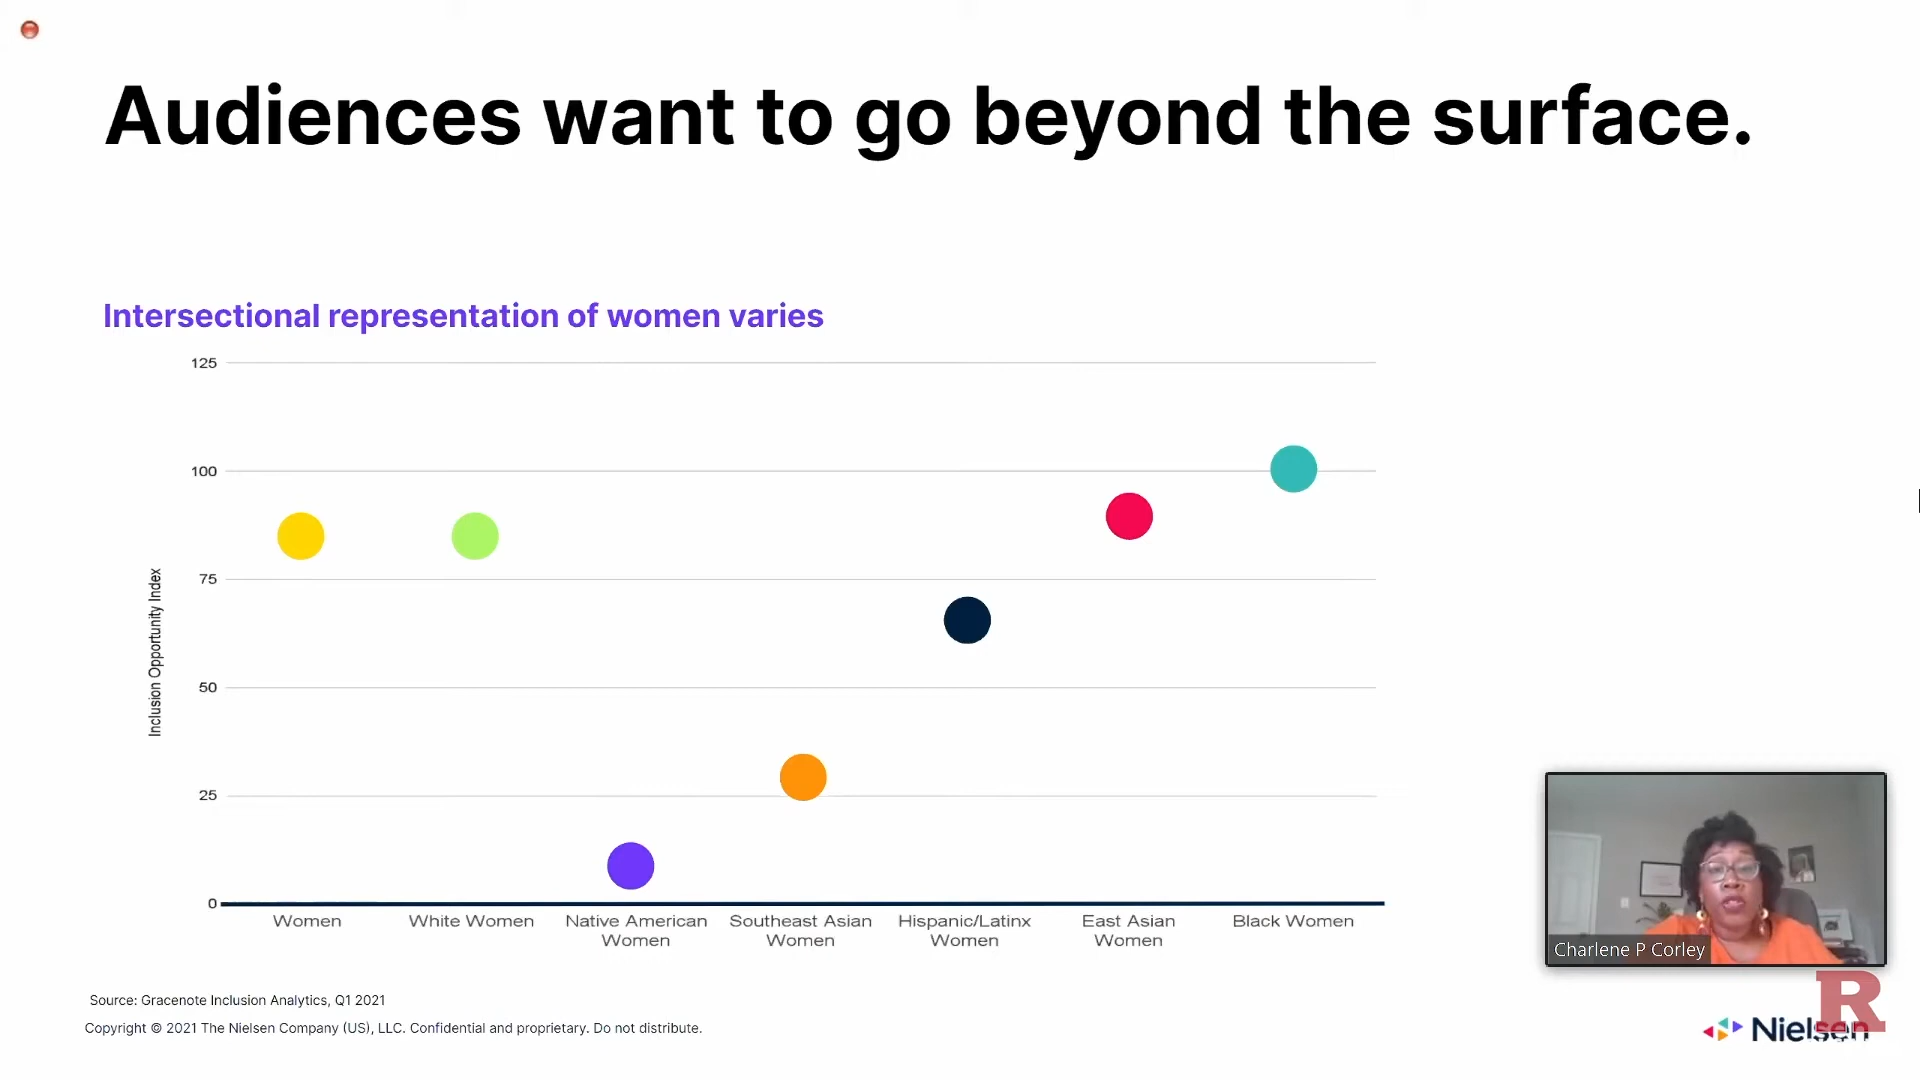 Audiences want to go beyond the surface.
Intersectional representation of women varies
125
100
75
50
25
0
Inclusion Opportunity Index
Women
White Women
Native American
Women
Southeast Asian
Women
Hispanic/Latinx
Women
East Asian
Women
Black Women
Charlene P Corley
Source: Gracenote Inclusion Analytics, Q1 2021
Copyright © 2021 The Nielsen Company (US), LLC. Confidential and proprietary. Do not distribute.
R
Nielsen